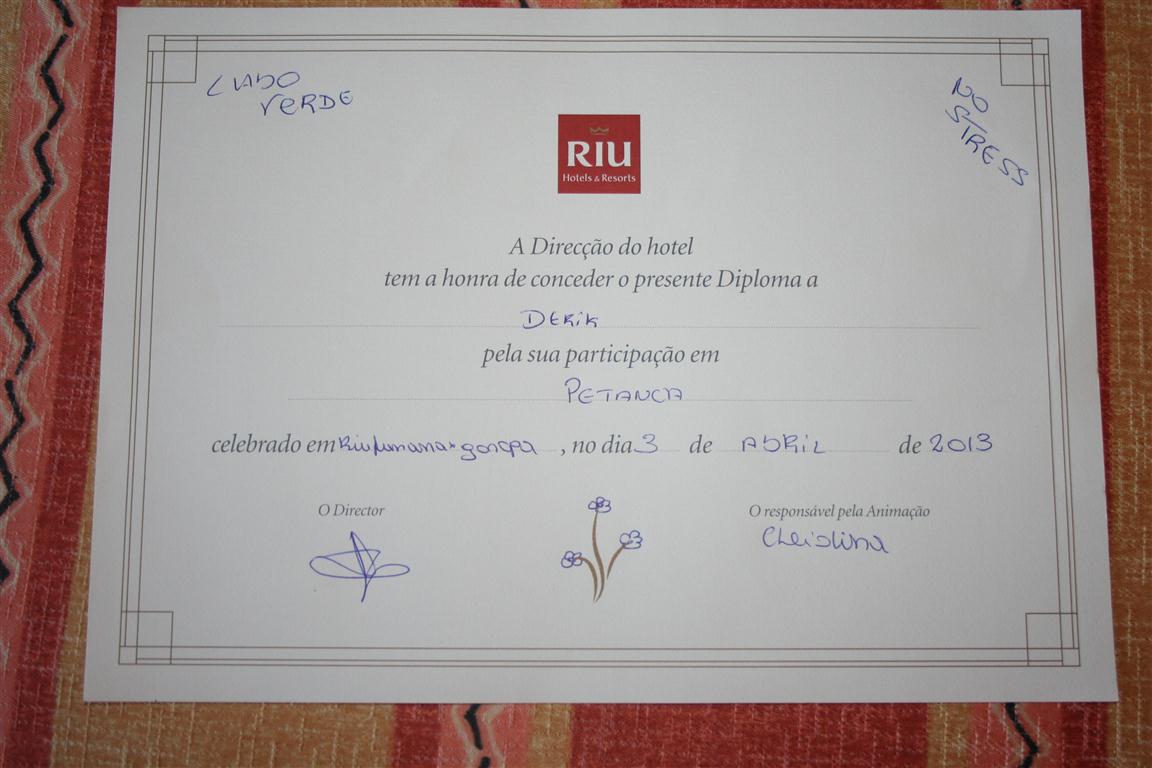 CABO
VERDE
NO
STRESS
RIU
Hotels & Resorts
A Direcção do hotel
tem a honra de conceder o presente Diploma a
DERIK
pela sua participação em
PETANCA
celebrado em , no dia 3 de ABRIL de 2013
O Director
O responsável pela Animação